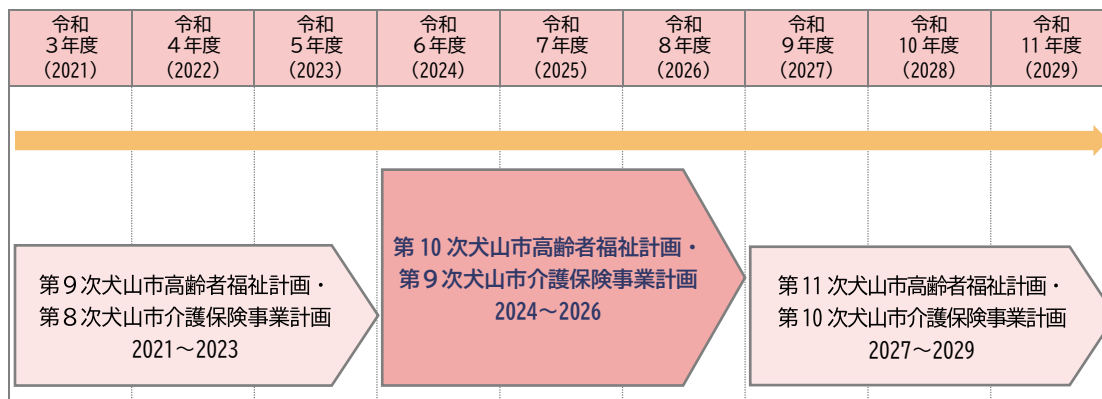 令和
３年度
（2021）
令和
４年度
（2022）
令和
５年度
（2023）
令和
６年度
（2024）
令和
７年度
（2025）
令和
８年度
（2026）
令和
９年度
（2027）
令和
10 年度
（2028）
令和
11 年度
（2029）
第９次犬山市高齢者福祉計画・
第８次犬山市介護保険事業計画
2021～2023
第 10 次犬山市高齢者福祉計画・
第９次犬山市介護保険事業計画
2024～2026
第 11 次犬山市高齢者福祉計画・
第 10 次犬山市介護保険事業計画
2027～2029